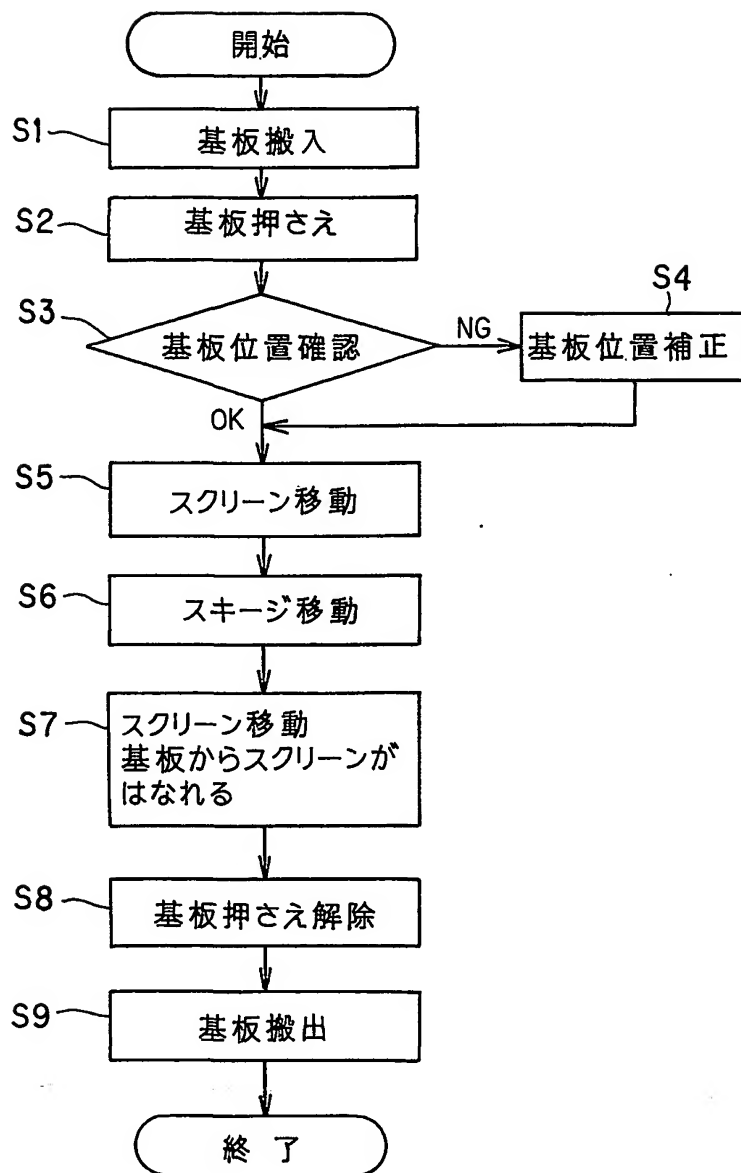 開始
S1
基板搬入
S2
基板押さえ
S3
基板位置確認
NG
S4
基板位置補正
OK
S5
スクリーン移動
S6
スキージ移動
S7
スクリーン移動
基板からスクリーンが
はなれる
S8
基板押さえ解除
S9
基板搬出
終了